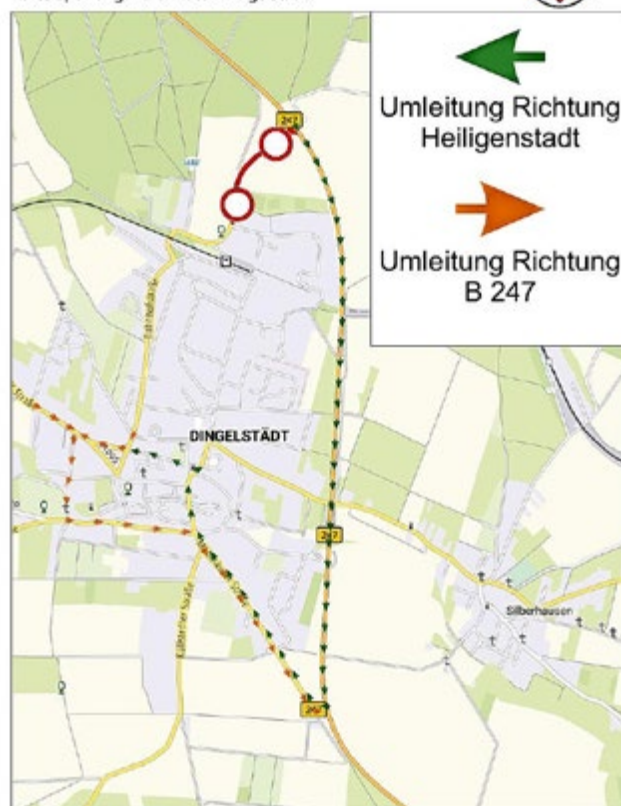 Umleitung Richtung
Heiligenstadt
Umleitung Richtung
B 247
247
DINGELSTÄDT
247
Silberhausen
247